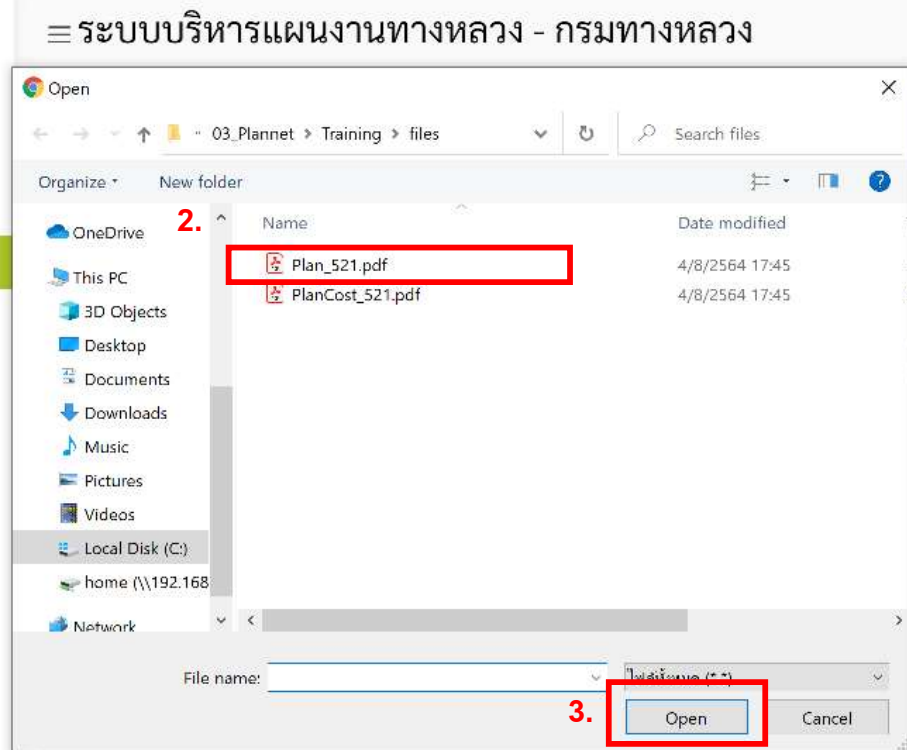 ระบบบริหารแผนงานทางหลวง - กรมทางหลวง
Open
03_Plannet > Training > files
Search files
Organize
New folder
2.
Name
Date modified
OneDrive
Plan_521.pdf
4/8/2564 17:45
This PC
PlanCost_521.pdf
4/8/2564 17:45
3D Objects
Desktop
Documents
Downloads
Music
Pictures
Videos
Local Disk (C:)
home (\\192.168
Network
File name:
(*.*)
3.
Open
Cancel